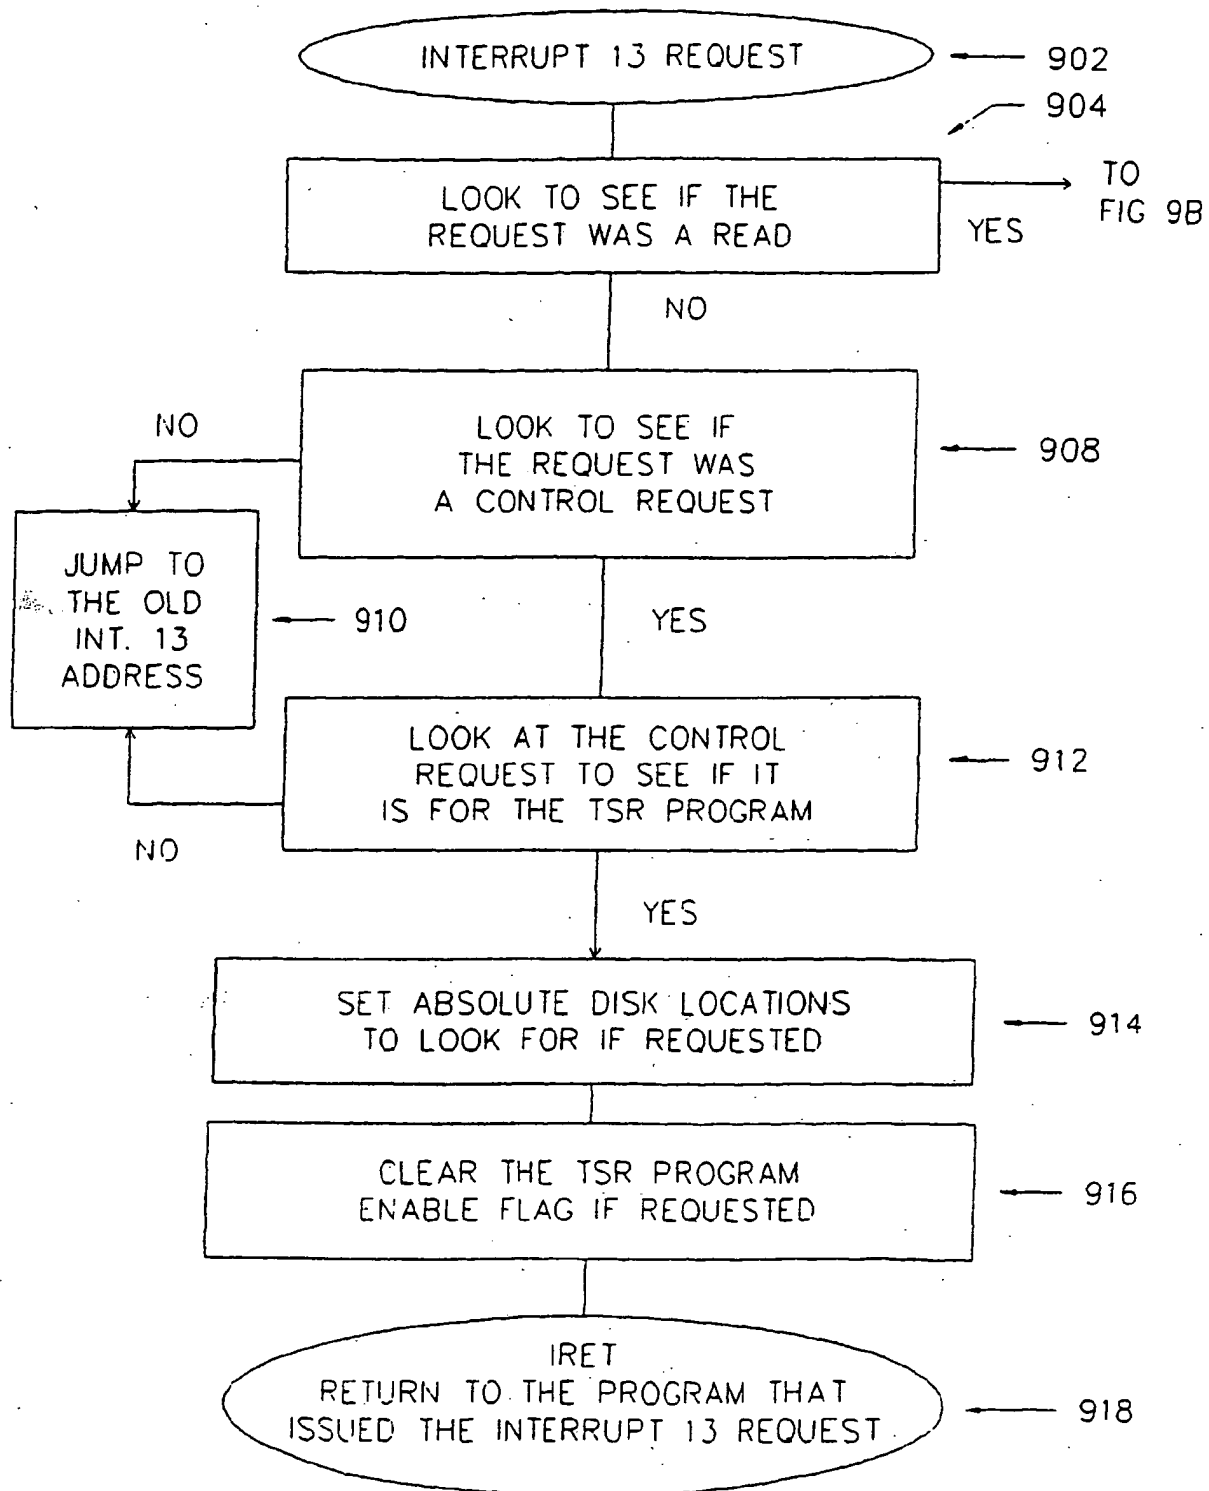 INTERRUPT 13 REQUEST
902
904
LOOK TO SEE IF THE
REQUEST WAS A READ
TO
FIG 9B
YES
NO
LOOK TO SEE IF
THE REQUEST WAS
A CONTROL REQUEST
908
NO
JUMP TO
THE OLD
INT. 13
ADDRESS
910
YES
LOOK AT THE CONTROL
REQUEST TO SEE IF IT
IS FOR THE TSR PROGRAM
912
NO
YES
SET ABSOLUTE DISK LOCATIONS
TO LOOK FOR IF REQUESTED
914
CLEAR THE TSR PROGRAM
ENABLE FLAG IF REQUESTED
916
IRET
RETURN TO THE PROGRAM THAT
ISSUED THE INTERRUPT 13 REQUEST
918